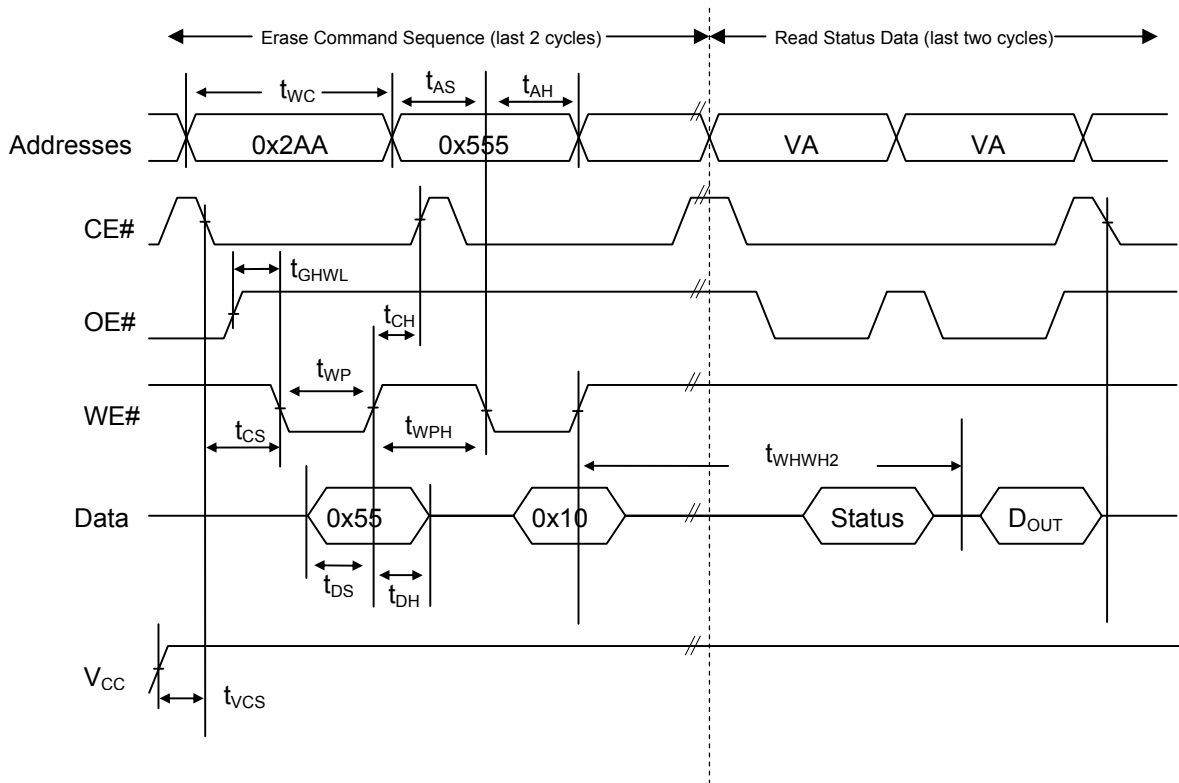 Erase Command Sequence (last 2 cycles)
Read Status Data (last two cycles)
tWC
tAS
tAH
Addresses
0x2AA
0x555
VA
VA
CE#
tGHWL
OE#
tCH
tWP
WE#
tCS
tWPH
tWHWH2
Data
0x55
0x10
Status
DOUT
tDS
tDH
VCC
tVCS